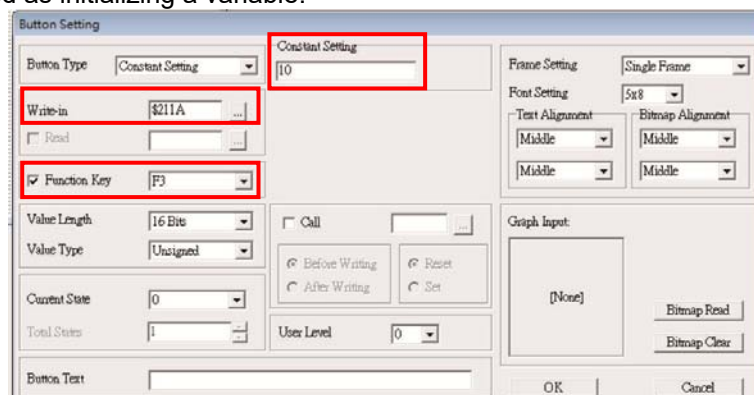 d as initializing a variable.
Button Setting
Button Type Constant Setting
Constant Setting
10
Write-in $211A ...
Read ...
Function Key F3
Value Length 16 Bits
Value Type Unsigned
Current State 0
Total States 1
Call ...
Before Writing Reset
After Writing Set
User Level 0
Button Text
Frame Setting Single Frame
Font Setting 5x8
Text Alignment Bitmap Alignment
Middle Middle
Middle Middle
Graph Input:
[None]
Bitmap Read
Bitmap Clear
OK Cancel